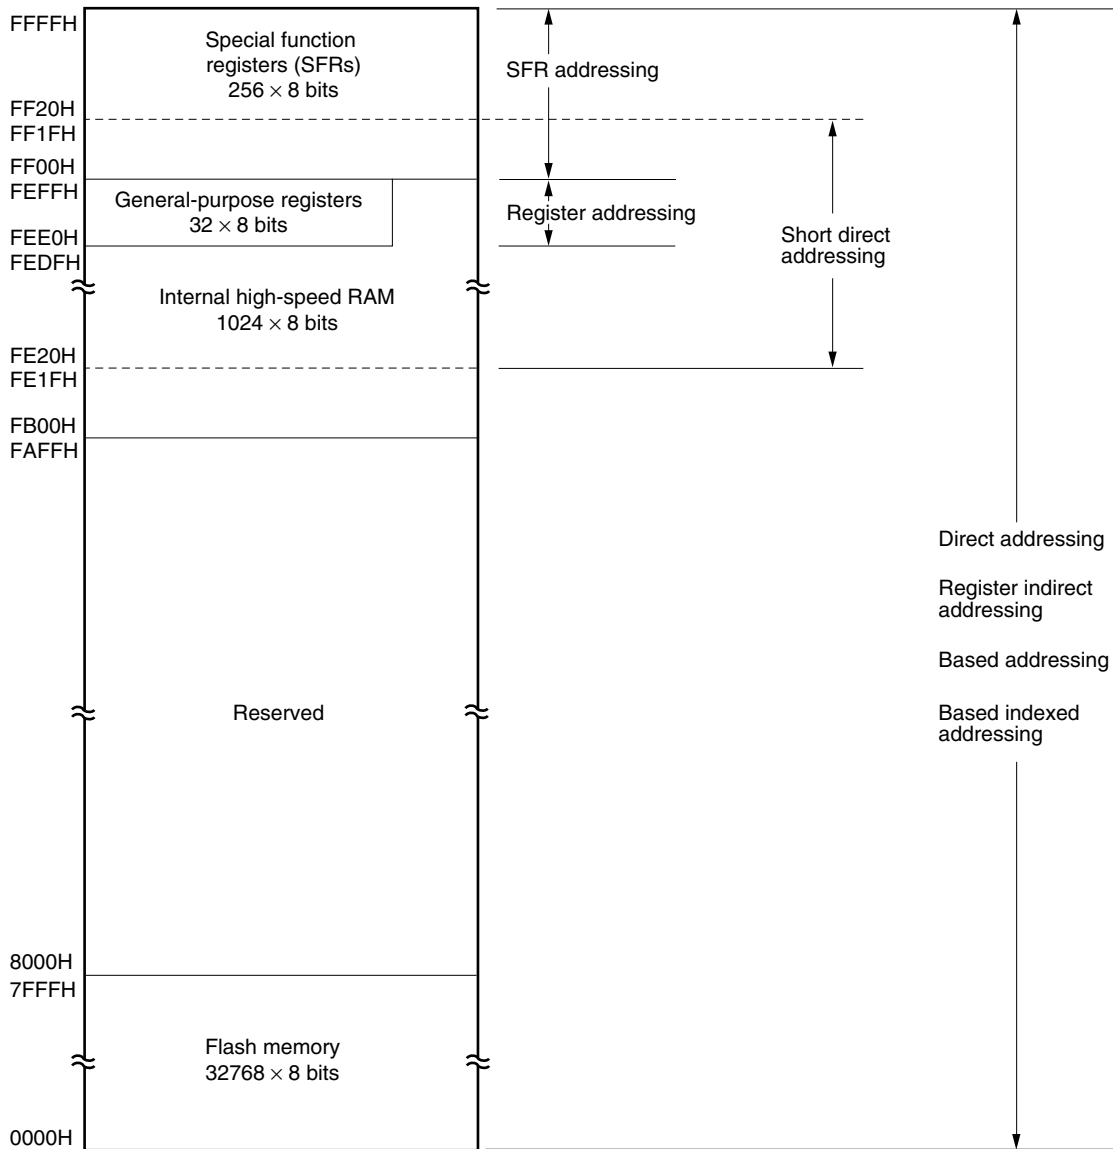 FFFFH
Special function
registers (SFRs)
256 × 8 bits
SFR addressing
FF20H
FF1FH
FF00H
FEFFH
General-purpose registers
32 × 8 bits
Register addressing
Short direct
addressing
FEE0H
FEDFH
Internal high-speed RAM
1024 × 8 bits
FE20H
FE1FH
FB00H
FAFFH
Direct addressing
Register indirect
addressing
Based addressing
Based indexed
addressing
Reserved
8000H
7FFFH
Flash memory
32768 × 8 bits
0000H